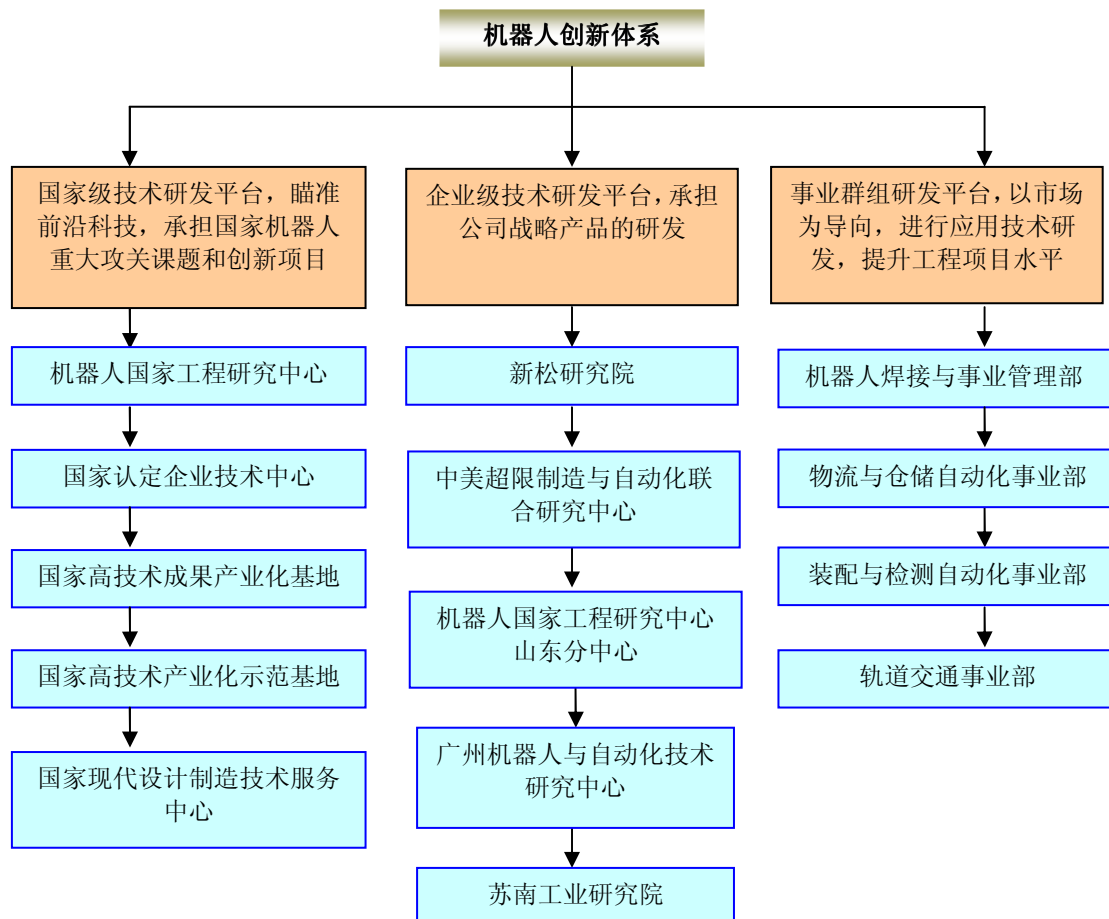 机器人创新体系
国家级技术研发平台，瞄准
前沿科技，承担国家机器人
重大攻关课题和创新项目
企业级技术研发平台，承担
公司战略产品的研发
事业群组研发平台，以市场
为导向，进行应用技术研
发，提升工程项目水平
机器人国家工程研究中心
国家认定企业技术中心
国家高技术成果产业化基地
国家高技术产业化示范基地
国家现代设计制造技术服务
中心
新松研究院
中美超限制造与自动化联
合研究中心
机器人国家工程研究中心
山东分中心
广州机器人与自动化技术
研究中心
苏南工业研究院
机器人焊接与事业管理部
物流与仓储自动化事业部
装配与检测自动化事业部
轨道交通事业部